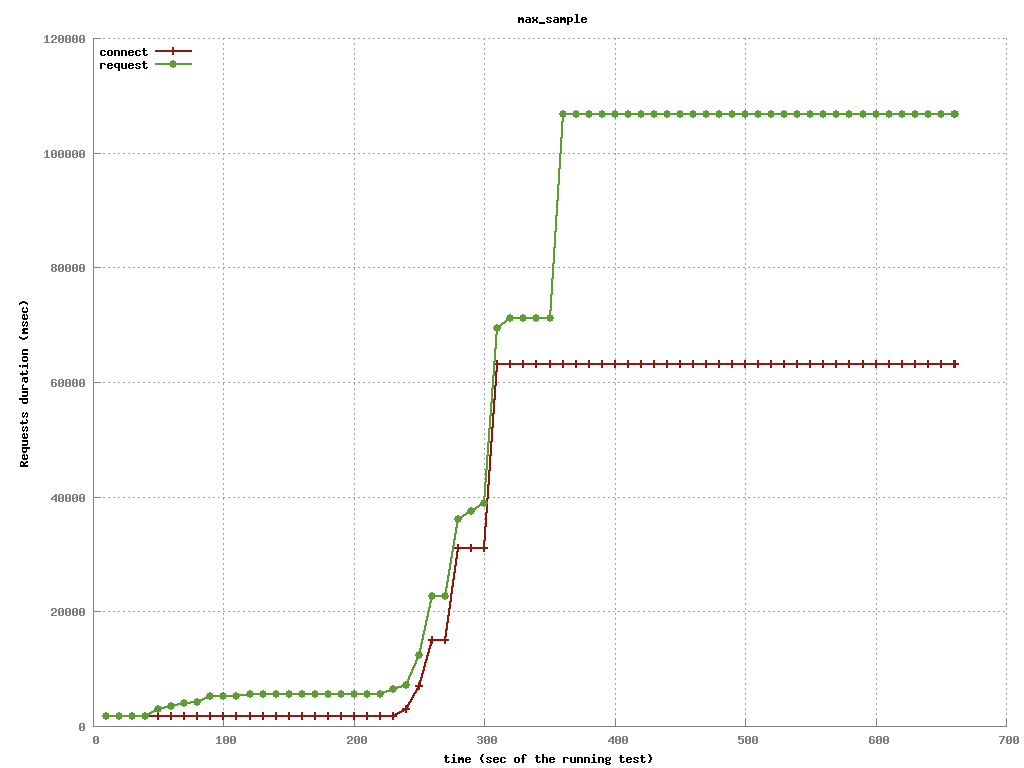 max_sample
connect
request
120000
100000
80000
60000
40000
20000
0
Requests duration (msec)
0 100 200 300 400 500 600 700
time (sec of the running test)